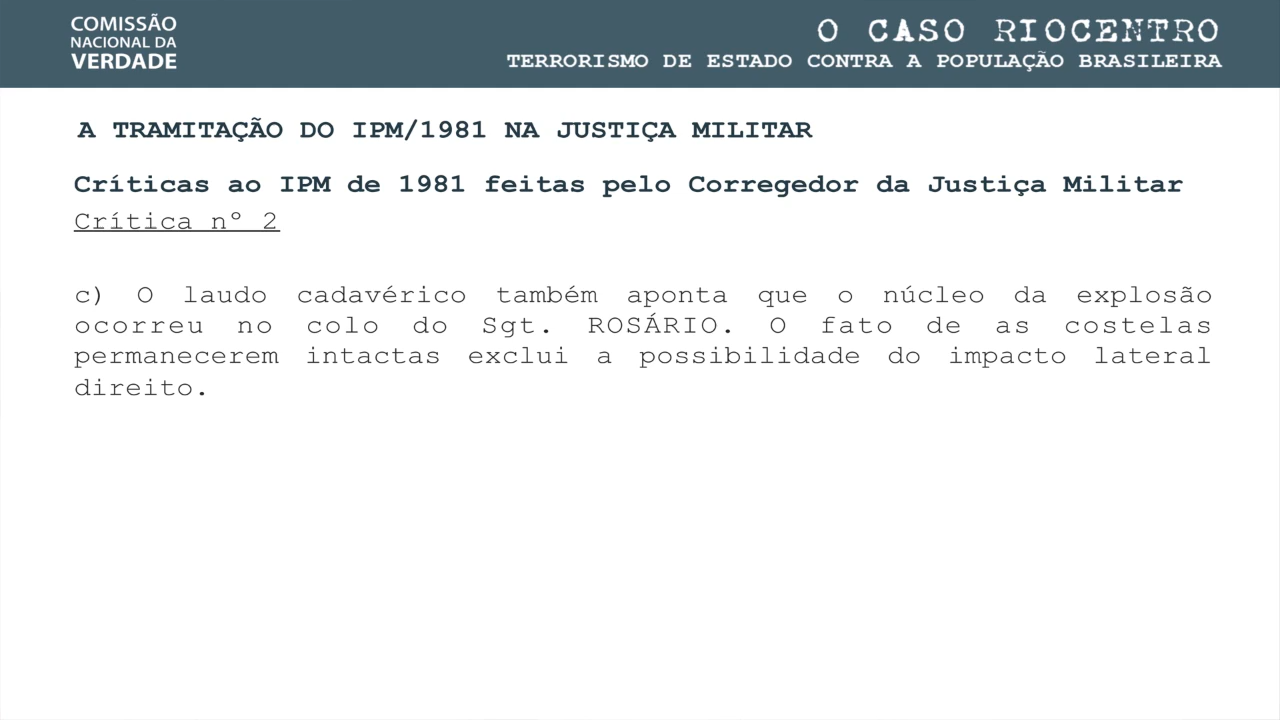 COMISSÃO
NACIONAL DA
VERDADE
O CASO RIOCENTRO
TERRORISMO DE ESTADO CONTRA A POPULAÇÃO BRASILEIRA
A TRAMITAÇÃO DO IPM/1981 NA JUSTIÇA MILITAR
Críticas ao IPM de 1981 feitas pelo Corregedor da Justiça Militar
Crítica nº 2
c) O laudo cadavérico também aponta que o núcleo da explosão
ocorreu no colo do Sgt. ROSÁRIO. O fato de as costelas
permanecerem intactas exclui a possibilidade do impacto lateral
direito.